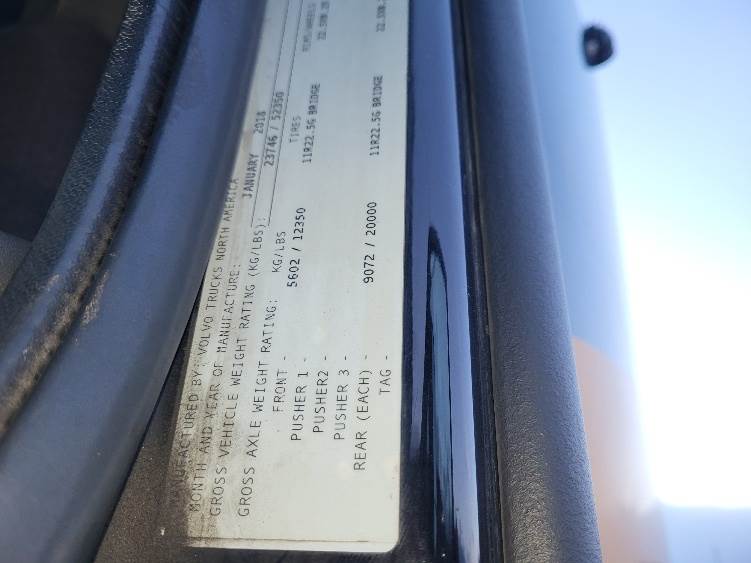 MANUFACTURED BY: VOLVO TRUCKS NORTH AMERICA
MONTH AND YEAR OF MANUFACTURE: JANUARY 2018
GROSS VEHICLE WEIGHT RATING (KG/LBS): 23746 / 52350
GROSS AXLE WEIGHT RATING: KG/LBS TIRES
FRONT - 5602 / 12350 11R22.5G BRIDGE
PUSHER 1 -
PUSHER2 -
PUSHER 3 -
REAR (EACH) - 9072 / 20000 11R22.5G BRIDGE
TAG -